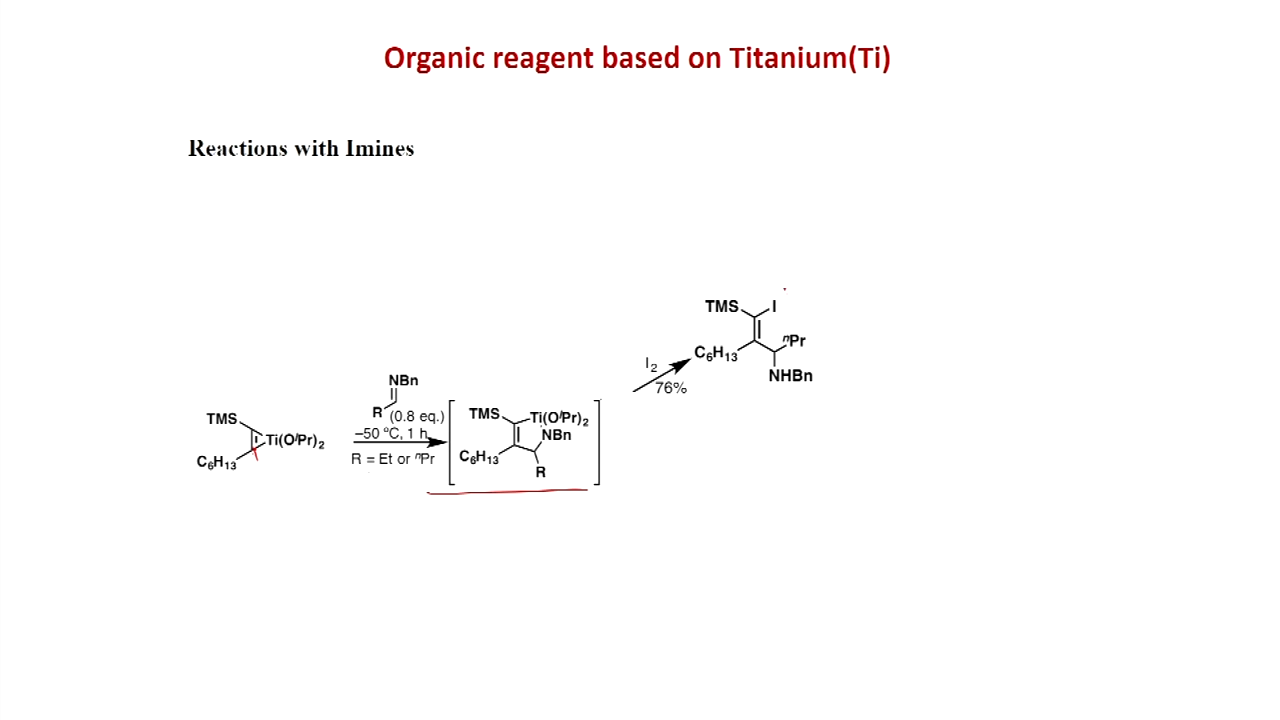 Organic reagent based on Titanium(Ti)
Reactions with Imines
TMS
C₆H₁₃
Ti(OⁱPr)₂
NBn
R (0.8 eq.)
–50 °C, 1 h
R = Et or ⁿPr
TMS
Ti(OⁱPr)₂
NBn
C₆H₁₃
R
I₂
76%
TMS
I
C₆H₁₃
ⁿPr
NHBn